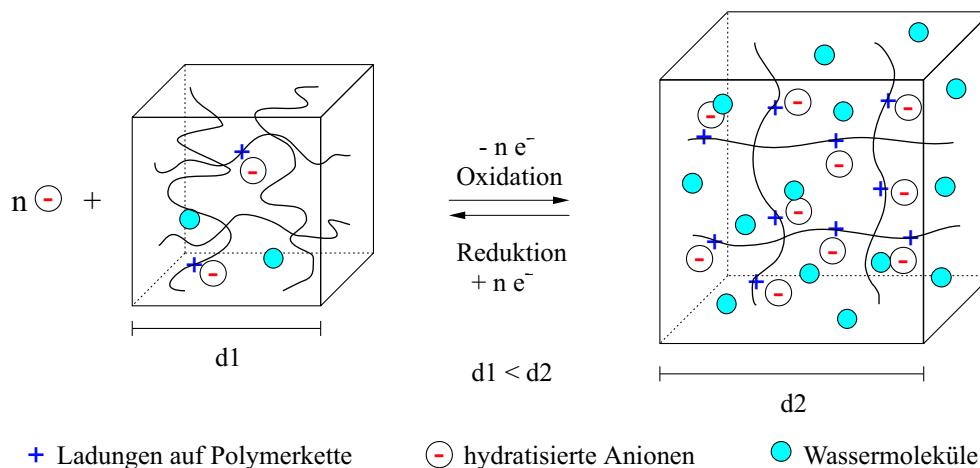 - n e⁻
Oxidation
n - +
Reduktion
+ n e⁻
d1
d1 < d2
d2
+ Ladungen auf Polymerkette
- hydratisierte Anionen
Wassermoleküle